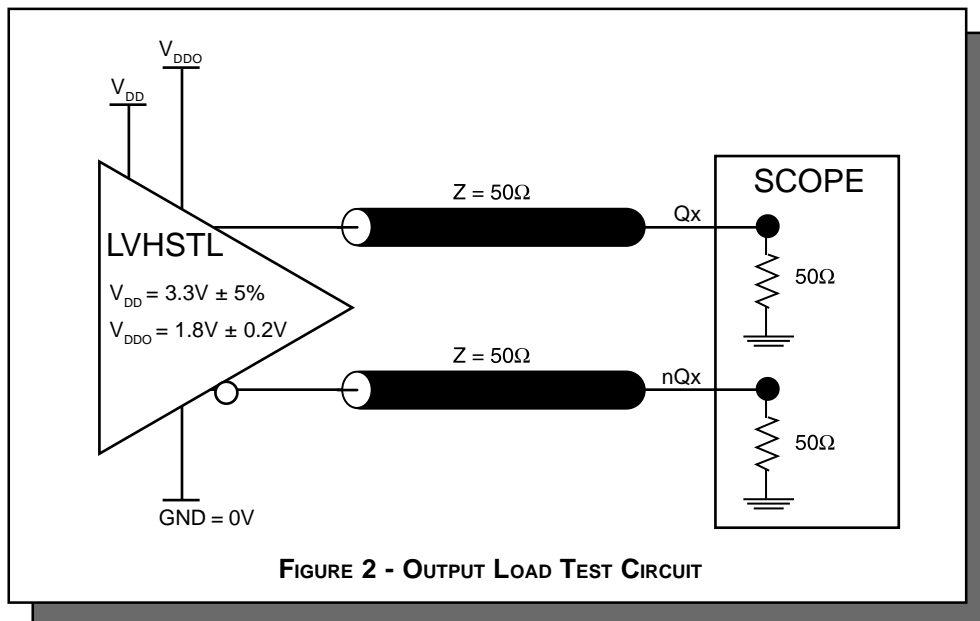 V_DDO
V_DD
Z = 50Ω
SCOPE
Qx
LVHSTL
50Ω
V_DD = 3.3V ± 5%
V_DDO = 1.8V ± 0.2V
Z = 50Ω
nQx
50Ω
GND = 0V
FIGURE 2 - OUTPUT LOAD TEST CIRCUIT